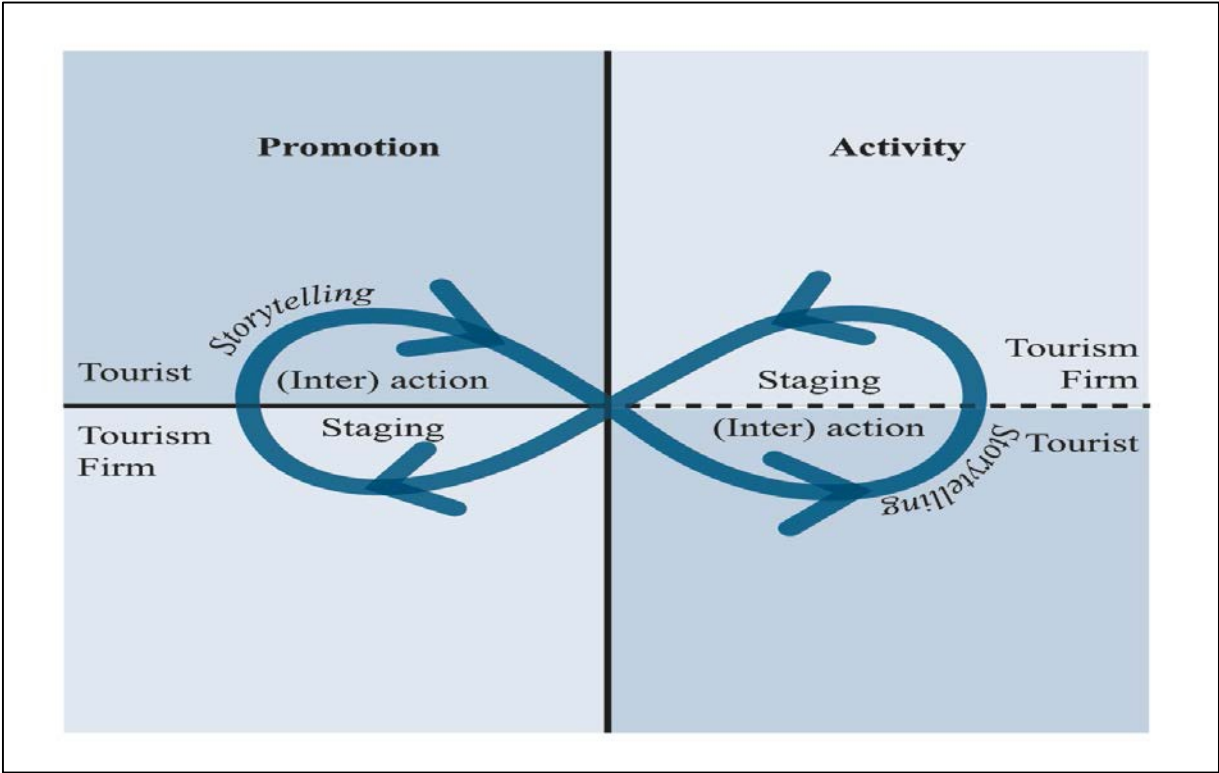 Promotion
Activity
Storytelling
Tourist
(Inter) action
Staging
Tourism
Firm
Tourism
Firm
Staging
(Inter) action
Tourist
Storytelling